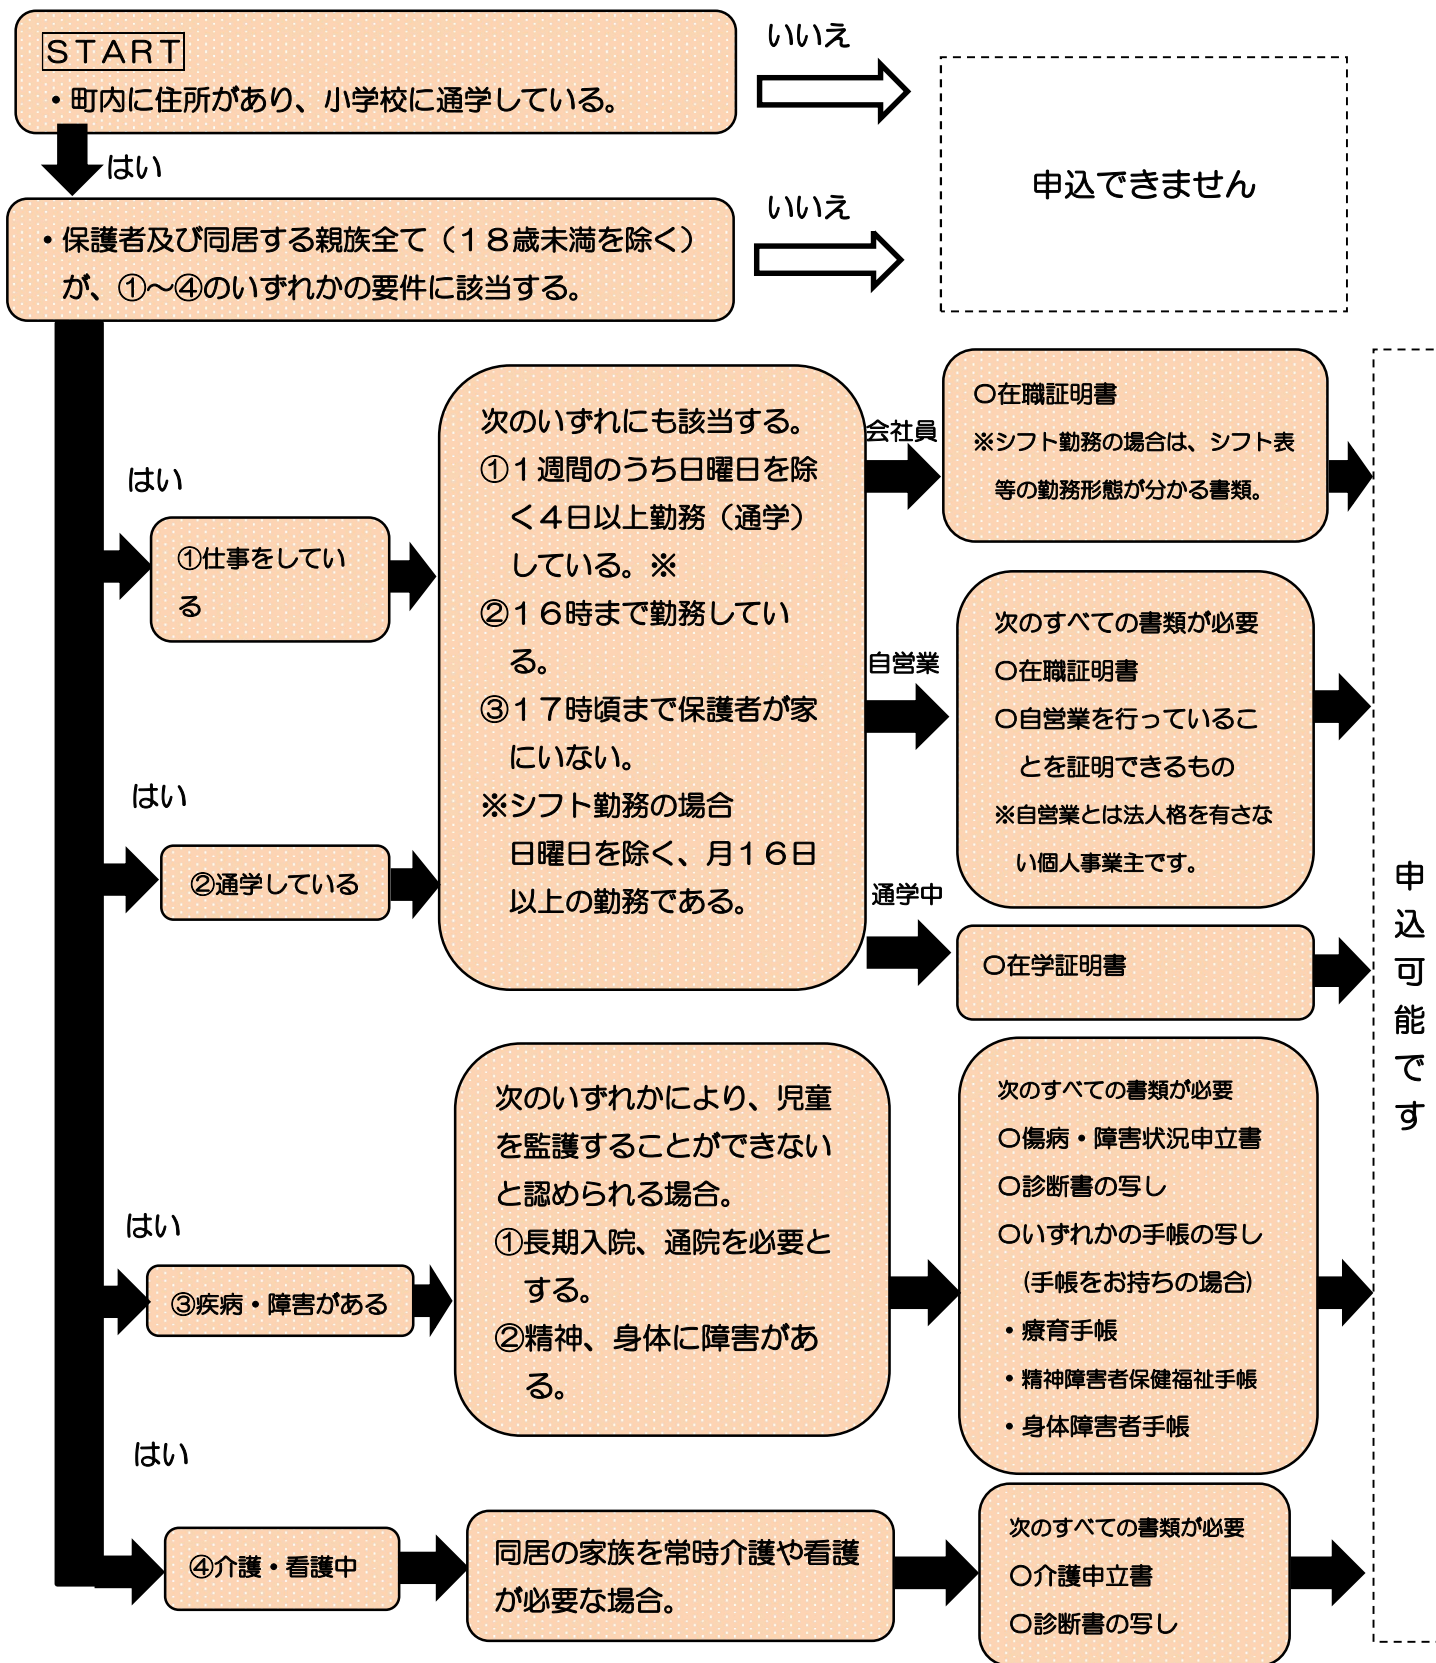 START
・町内に住所があり、小学校に通学している。
いいえ
はい
・保護者及び同居する親族全て（１８歳未満を除く）
が、①～④のいずれかの要件に該当する。
いいえ
申込できません
はい
①仕事をしてい
る
はい
②通学している
次のいずれにも該当する。
①１週間のうち日曜日を除
く４日以上勤務（通学）
している。※
②１６時まで勤務してい
る。
③１７時頃まで保護者が家
にいない。
※シフト勤務の場合
日曜日を除く、月１６日
以上の勤務である。
会社員
〇在職証明書
※シフト勤務の場合は、シフト表
等の勤務形態が分かる書類。
自営業
次のすべての書類が必要
〇在職証明書
〇自営業を行っているこ
とを証明できるもの
※自営業とは法人格を有さな
い個人事業主です。
通学中
〇在学証明書
はい
③疾病・障害がある
次のいずれかにより、児童
を監護することができない
と認められる場合。
①長期入院、通院を必要と
する。
②精神、身体に障害があ
る。
次のすべての書類が必要
〇傷病・障害状況申立書
〇診断書の写し
〇いずれかの手帳の写し
（手帳をお持ちの場合）
・療育手帳
・精神障害者保健福祉手帳
・身体障害者手帳
はい
④介護・看護中
同居の家族を常時介護や看護
が必要な場合。
次のすべての書類が必要
〇介護申立書
〇診断書の写し
申込可能です